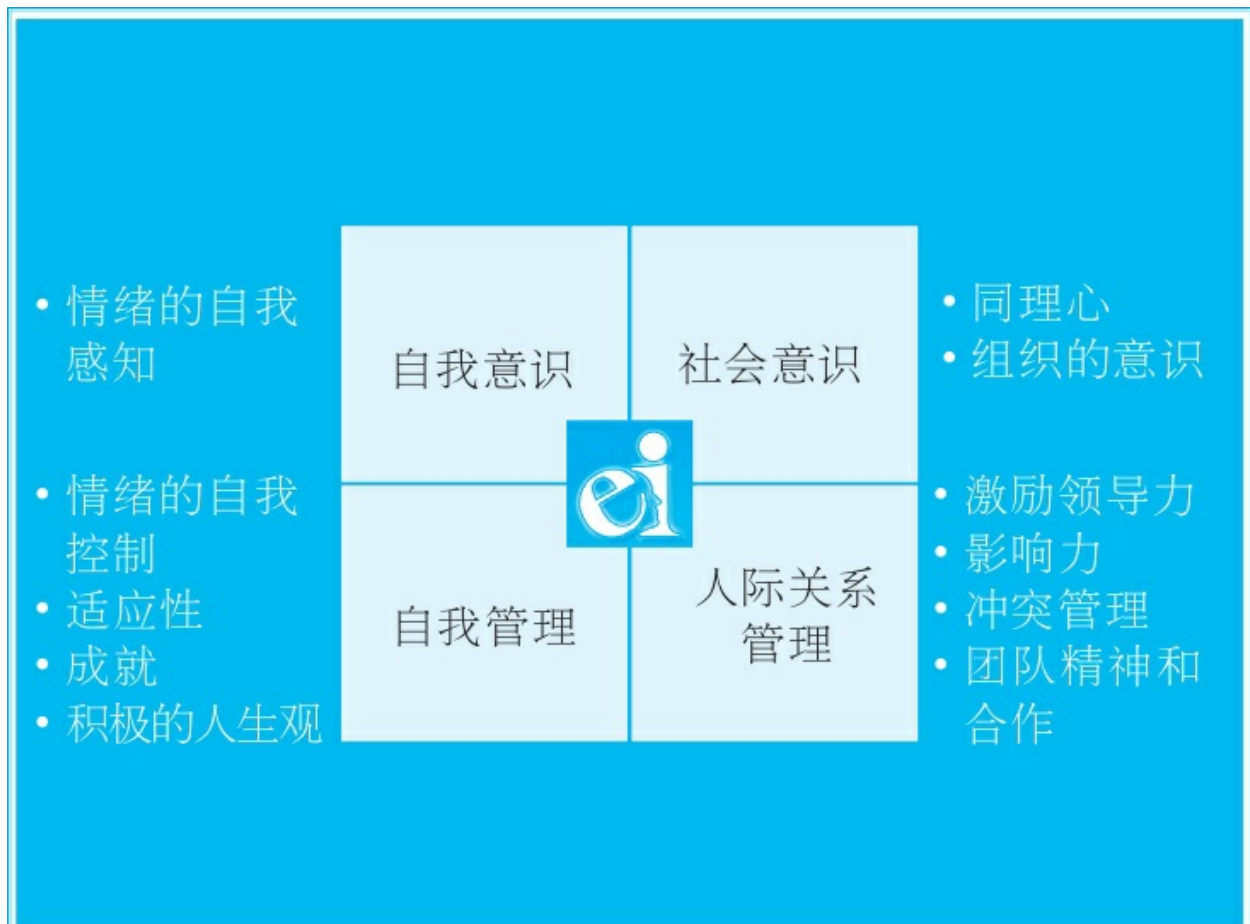 • 情绪的自我
感知
自我意识
社会意识
• 同理心
• 组织的意识
ei
• 情绪的自我
控制
• 适应性
• 成就
• 积极的人生观
自我管理
人际关系
管理
• 激励领导力
• 影响力
• 冲突管理
• 团队精神和
合作